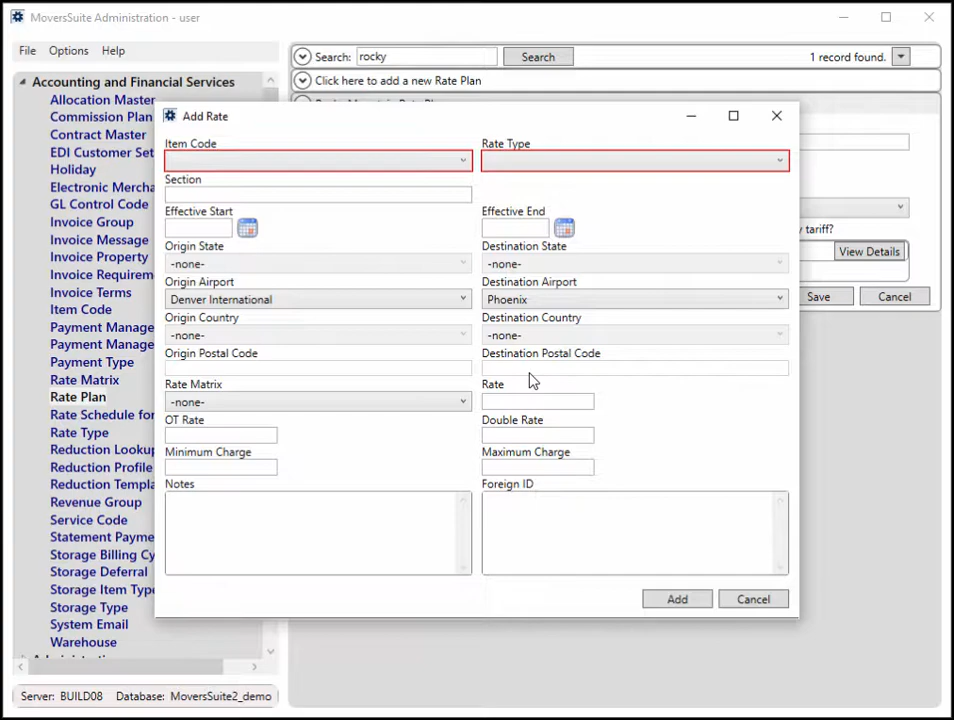 MoversSuite Administration - user
File Options Help
Search: rocky Search 1 record found.
Click here to add a new Rate Plan
Accounting and Financial Services
Allocation Master
Commission Plan
Contract Master
EDI Customer Set
Holiday
Electronic Mercha
GL Control Code
Invoice Group
Invoice Message
Invoice Property
Invoice Requirem
Invoice Terms
Item Code
Payment Manage
Payment Manage
Payment Type
Rate Matrix
Rate Plan
Rate Schedule for
Rate Type
Reduction Looku
Reduction Profile
Reduction Templa
Revenue Group
Service Code
Statement Payme
Storage Billing Cy
Storage Deferral
Storage Item Type
Storage Type
System Email
Warehouse
Add Rate
Item Code Rate Type
Section
Effective Start Effective End
Origin State Destination State
-none- -none-
Origin Airport Destination Airport
Denver International Phoenix
Origin Country Destination Country
-none- -none-
Origin Postal Code Destination Postal Code
Rate Matrix Rate
-none-
OT Rate Double Rate
Minimum Charge Maximum Charge
Notes Foreign ID
Add Cancel
y tariff?
View Details
Save Cancel
Server: BUILD08 Database: MoversSuite2_demo